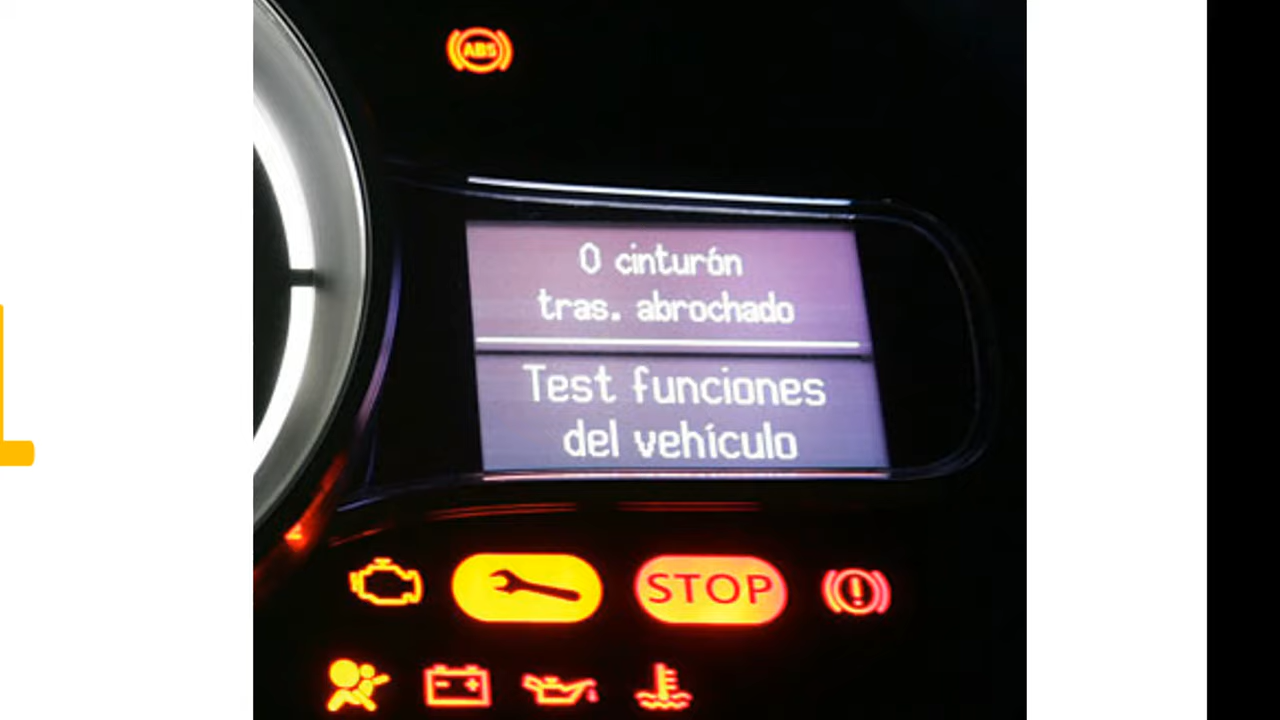 ABS
0 cinturón
tras. abrochado
Test funciones
del vehículo
STOP